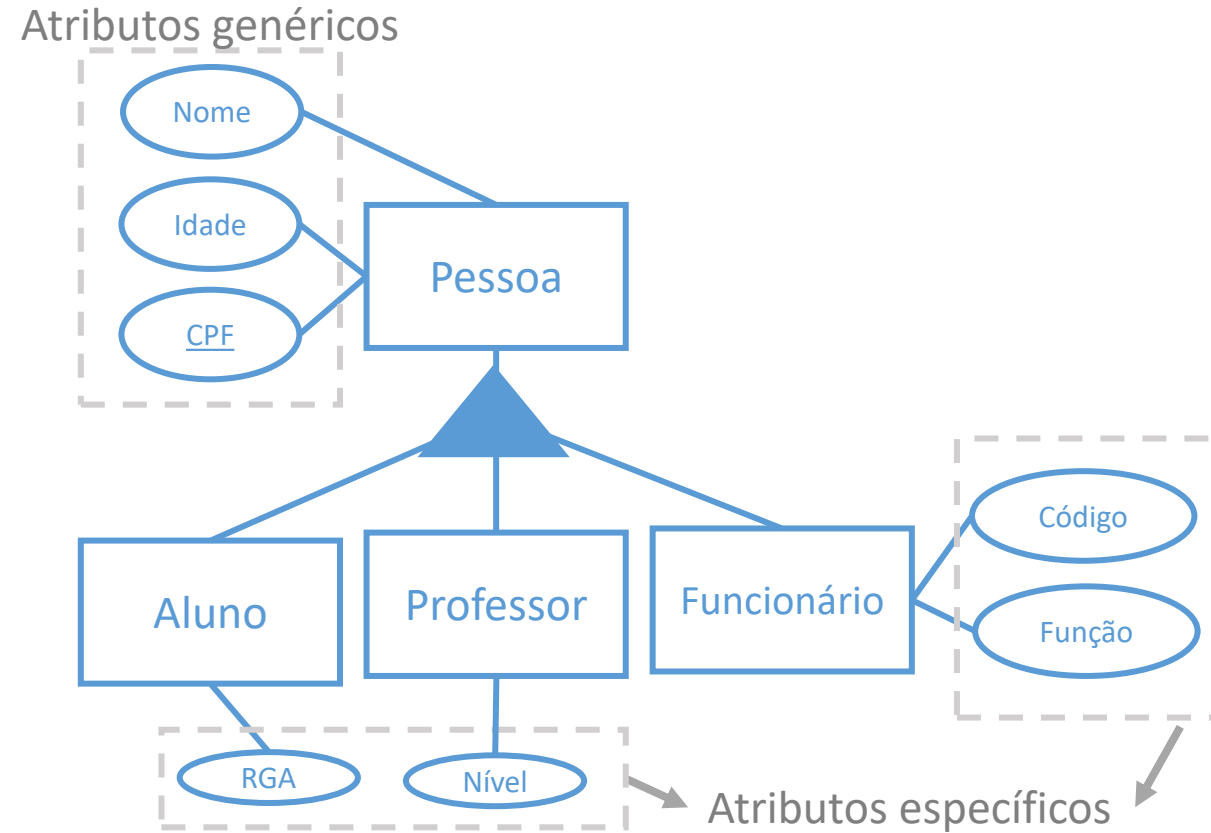 Atributos genéricos
Nome
Idade
CPF
Pessoa
Aluno
Professor
Funcionário
Código
Função
RGA
Nível
Atributos específicos